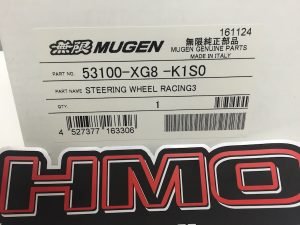 161124
無限 MUGEN
無限純正部品
MUGEN GENUINE PARTS
MADE IN ITALY
PART NO. 53100-XG8 -K1S0
PART NAME STEERING WHEEL RACING3
QTY. 1
4 527377 163306
HMO